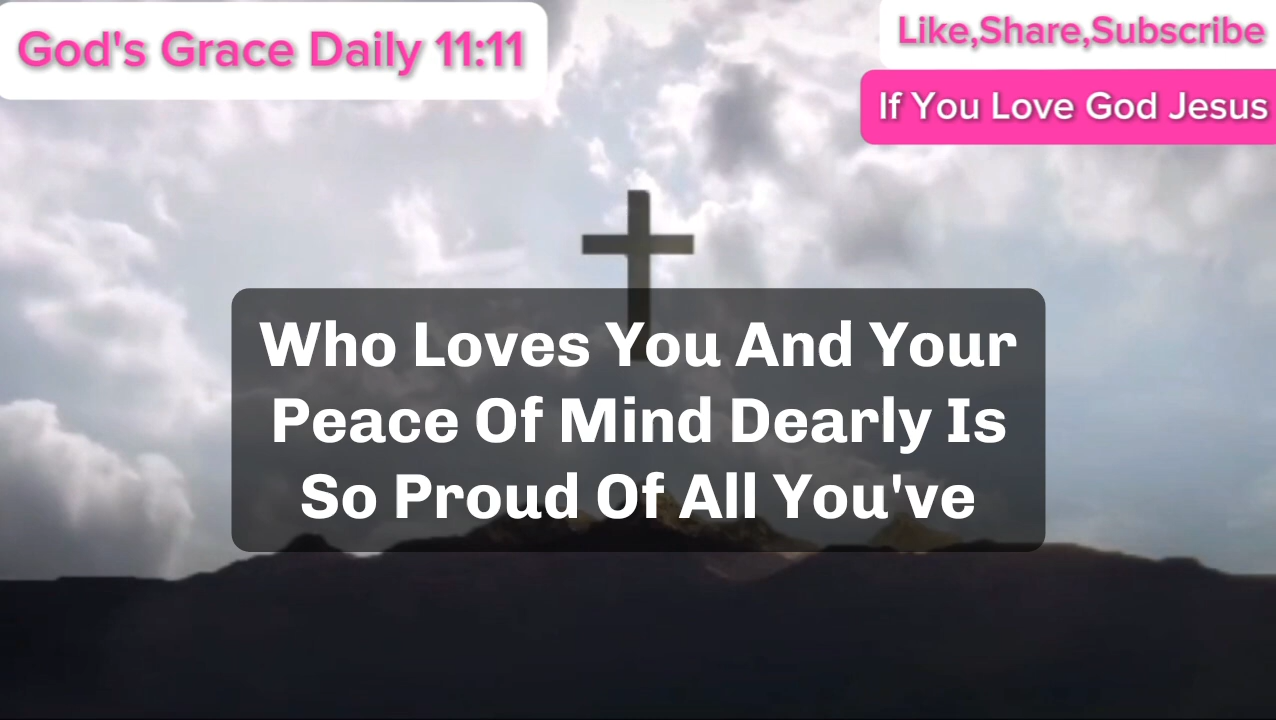 God's Grace Daily 11:11
Like,Share,Subscribe
If You Love God Jesus
Who Loves You And Your
Peace Of Mind Dearly Is
So Proud Of All You've